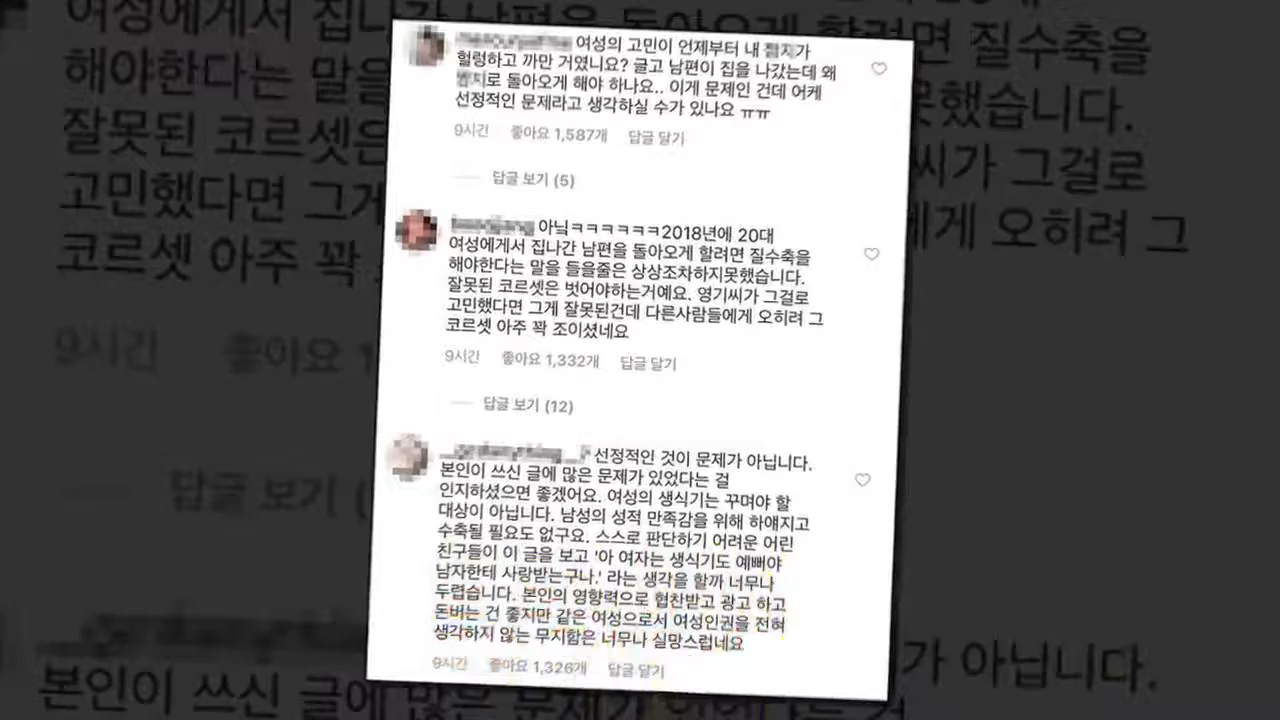 여성의 고민이 언제부터 내 가
헐렁하고 까만 거였니요? 글고 남편이 집을 나갔는데 왜
로 돌아오게 해야 하나요.. 이게 문제인 건데 어케
선정적인 문제라고 생각하실 수가 있나요 ㅠㅠ
9시간 좋아요 1,587개 답글 달기
답글 보기 (5)
아닠ㅋㅋㅋㅋㅋㅋ2018년에 20대
여성에게서 집나간 남편을 돌아오게 할려면 질수축을
해야한다는 말을 들을줄은 상상조차하지못했습니다.
잘못된 코르셋은 벗어야하는거예요. 영기씨가 그걸로
고민했다면 그게 잘못된건데 다른사람들에게 오히려 그
코르셋 아주 꽉 조이셨네요
9시간 좋아요 1,332개 답글 달기
답글 보기 (12)
선정적인 것이 문제가 아닙니다.
본인이 쓰신 글에 많은 문제가 있었다는 걸
인지하셨으면 좋겠어요. 여성의 생식기는 꾸며야 할
대상이 아닙니다. 남성의 성적 만족감을 위해 하얘지고
수축될 필요도 없구요. 스스로 판단하기 어려운 어린
친구들이 이 글을 보고 '아 여자는 생식기도 예뻐야
남자한테 사랑받는구나.' 라는 생각을 할까 너무나
두렵습니다. 본인의 영향력으로 협찬받고 광고 하고
돈버는 건 좋지만 같은 여성으로서 여성인권을 전혀
생각하지 않는 무지함은 너무나 실망스럽네요
9시간 좋아요 1,326개 답글 달기